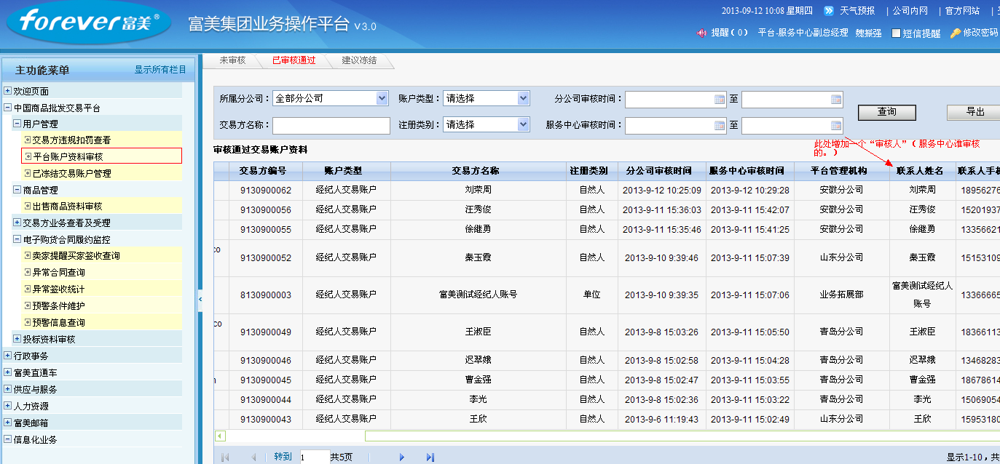 forever富美®
富美集团业务操作平台 V3.0
2013-09-12 10:08 星期四 天气预报 | 公司内网 | 官方网站 |
提醒(0) 平台-服务中心副总经理 魏振强 短信提醒 修改密码
主功能菜单 显示所有栏目
欢迎页面
中国商品批发交易平台
用户管理
交易方违规扣罚查看
平台账户资料审核
已冻结交易账户管理
商品管理
出售商品资料审核
交易方业务查看及受理
电子购货合同履约监控
卖家提醒买家签收查询
异常合同查询
异常签收统计
预警条件维护
预警信息查询
投标资料审核
行政事务
富美直通车
供应与服务
人力资源
富美邮箱
信息化业务
未审核 已审核通过 建议冻结
所属分公司: 全部分公司 账户类型: 请选择 分公司审核时间: 至
交易方名称: 注册类别: 请选择 服务中心审核时间: 至
查询 导出
此处增加一个“审核人”(服务中心谁审核
的。)
审核通过交易账户资料
交易方编号 账户类型 交易方名称 注册类别 分公司审核时间 服务中心审核时间 平台管理机构 联系人姓名 联系人手机
9130900062 经纪人交易账户 刘荣周 自然人 2013-9-12 10:25:09 2013-9-12 10:29:28 安徽分公司 刘荣周 18956276
9130900056 经纪人交易账户 汪秀俊 自然人 2013-9-11 15:36:03 2013-9-11 15:42:07 安徽分公司 汪秀俊 15201937
9130900055 经纪人交易账户 徐继勇 自然人 2013-9-11 15:35:46 2013-9-11 15:41:25 安徽分公司 徐继勇 13356621
co 9130900052 经纪人交易账户 秦玉霞 自然人 2013-9-10 9:39:46 2013-9-11 15:07:39 山东分公司 秦玉霞 15153109
8130900003 经纪人交易账户 富美测试经纪人账号 单位 2013-9-10 9:39:35 2013-9-11 15:07:06 业务拓展部 富美测试经纪人
账号 13366665
co 9130900049 经纪人交易账户 王淑臣 自然人 2013-9-8 15:03:26 2013-9-11 15:05:50 青岛分公司 王淑臣 18366113
9130900046 经纪人交易账户 迟翠娥 自然人 2013-9-8 15:02:58 2013-9-11 15:04:28 青岛分公司 迟翠娥 13468283
9130900045 经纪人交易账户 曹金强 自然人 2013-9-8 15:02:47 2013-9-11 15:03:55 青岛分公司 曹金强 18678614
9130900044 经纪人交易账户 李光 自然人 2013-9-8 15:02:36 2013-9-11 15:03:22 青岛分公司 李光 15069054
9130900043 经纪人交易账户 王欣 自然人 2013-9-6 11:19:43 2013-9-11 15:02:49 山东分公司 王欣 15953180
转到 1 共5页 显示1-10，共